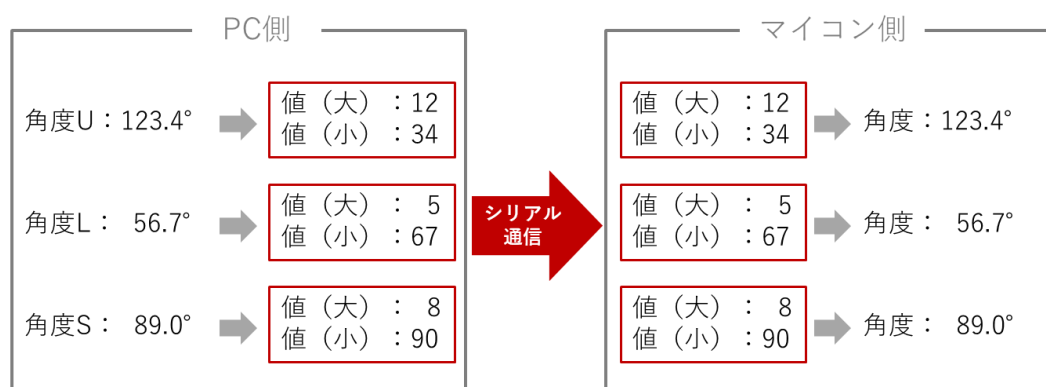 PC側
角度U：123.4°
値（大）：12
値（小）：34
角度L： 56.7°
値（大）： 5
値（小）：67
角度S： 89.0°
値（大）： 8
値（小）：90
シリアル
通信
マイコン側
値（大）：12
値（小）：34
角度：123.4°
値（大）： 5
値（小）：67
角度： 56.7°
値（大）： 8
値（小）：90
角度： 89.0°